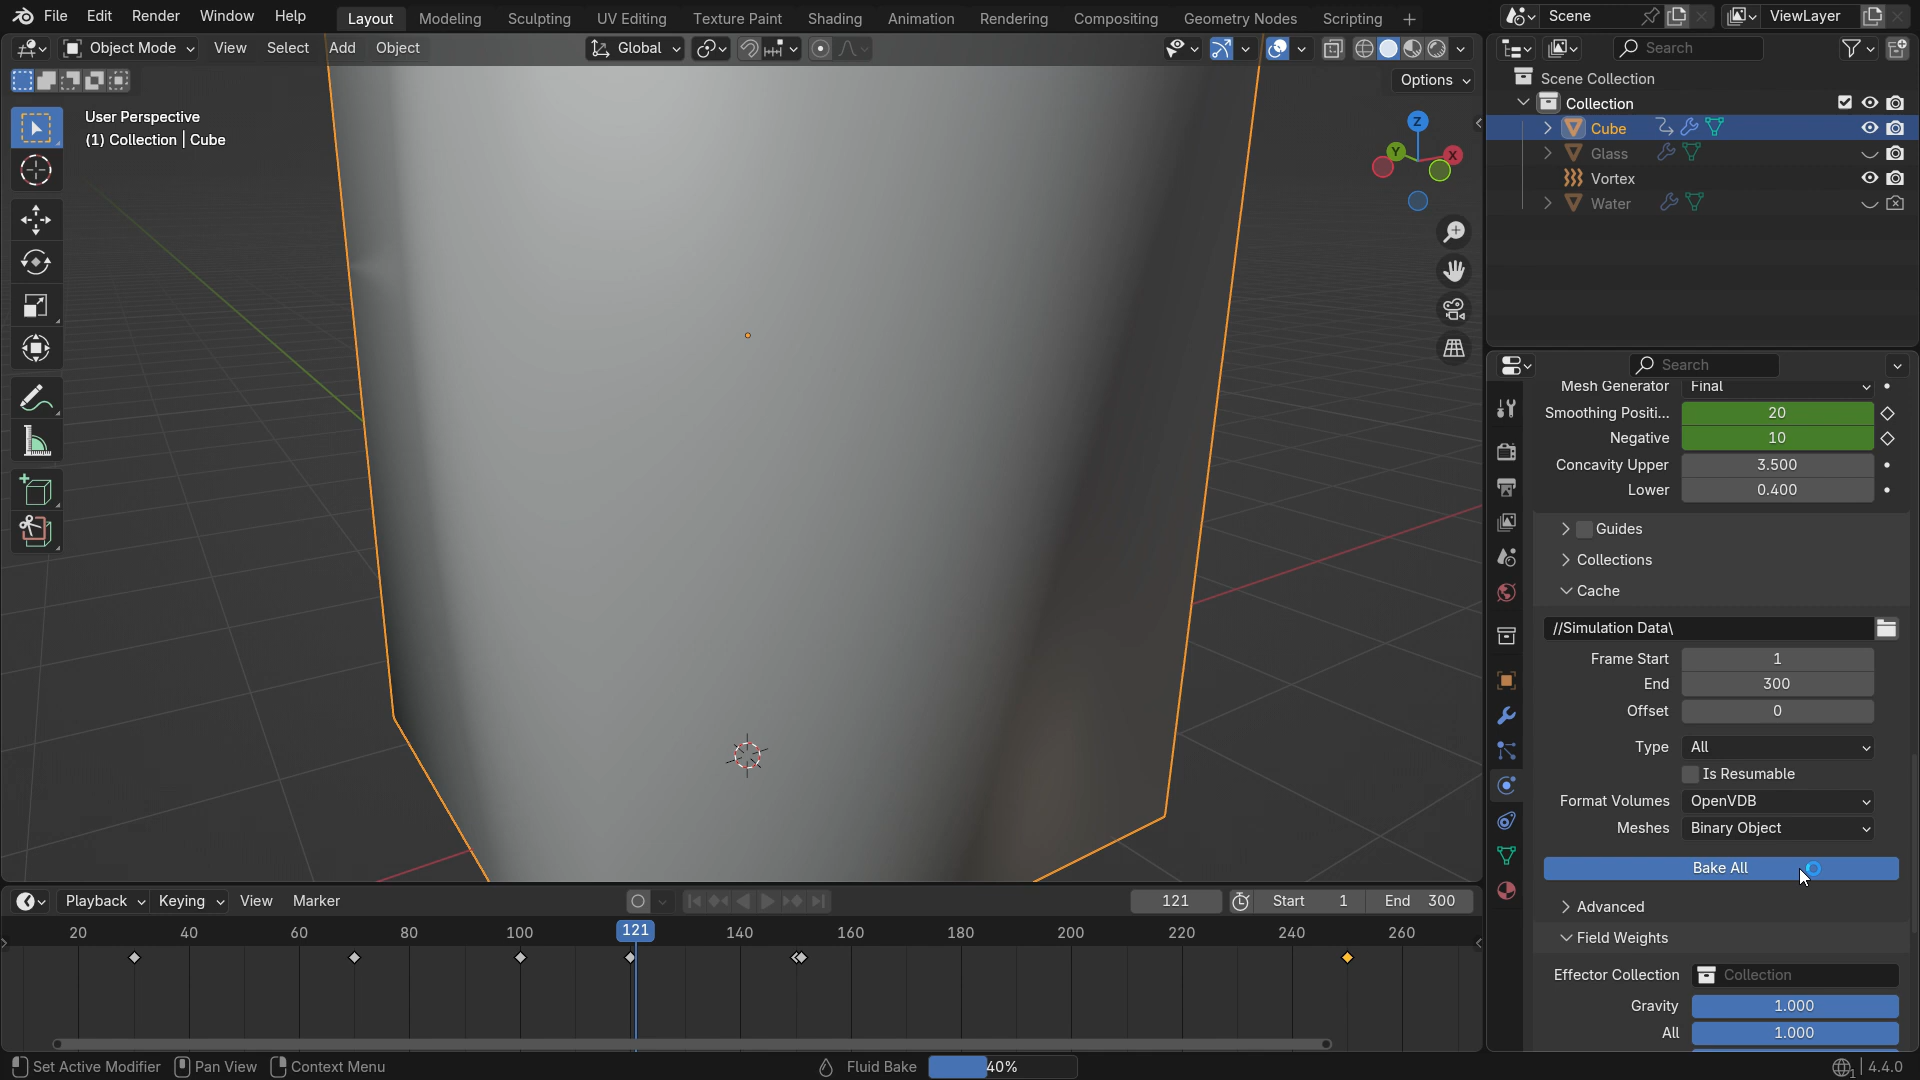 File Edit Render Window Help
Layout Modeling Sculpting UV Editing Texture Paint Shading Animation Rendering Compositing Geometry Nodes Scripting
Scene
ViewLayer
Object Mode View Select Add Object
Global
Options
User Perspective
(1) Collection | Cube
Z
Y
X
Search
Scene Collection
Collection
Cube
Glass
Vortex
Water
Search
Mesh Generator Final
Smoothing Positi... 20
Negative 10
Concavity Upper 3.500
Lower 0.400
Guides
Collections
Cache
//Simulation Data\
Frame Start 1
End 300
Offset 0
Type All
Is Resumable
Format Volumes OpenVDB
Meshes Binary Object
Bake All
Advanced
Field Weights
Effector Collection Collection
Gravity 1.000
All 1.000
Playback Keying View Marker
121 Start 1 End 300
20 40 60 80 100 121 140 160 180 200 220 240 260
Set Active Modifier Pan View Context Menu
Fluid Bake 40%
4.4.0